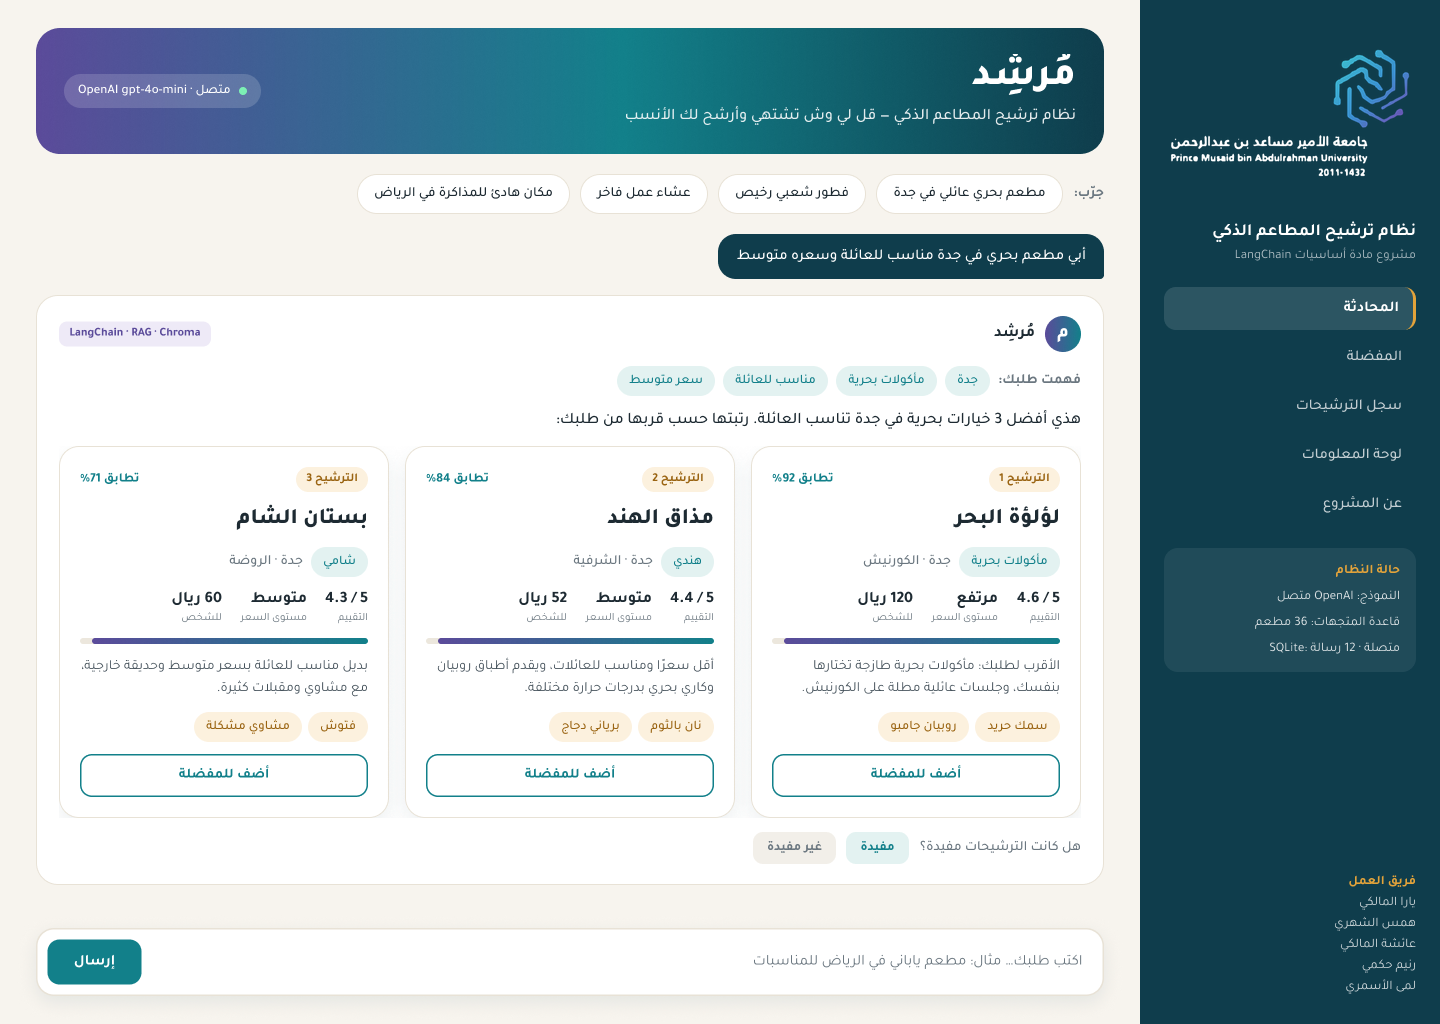 جامعة الأمير مساعد بن عبدالرحمن
Prince Musaid bin Abdulrahman University
2011-1432
نظام ترشيح المطاعم الذكي
مشروع مادة أساسيات LangChain
المحادثة
المفضلة
سجل الترشيحات
لوحة المعلومات
عن المشروع
حالة النظام
النموذج: OpenAI متصل
قاعدة المتجهات: 36 مطعم
متصلة · 12 رسالة :SQLite
فريق العمل
يارا المالكي
همس الشهري
عائشة المالكي
رنيم حكمي
لمى الأسمري
مُرشِد
نظام ترشيح المطاعم الذكي – قل لي وش تشتهي وأرشح لك الأنسب
متصل · OpenAI gpt-4o-mini
جرّب:
مطعم بحري عائلي في جدة
فطور شعبي رخيص
عشاء عمل فاخر
مكان هادئ للمذاكرة في الرياض
أبي مطعم بحري في جدة مناسب للعائلة وسعره متوسط
م
مُرشِد
LangChain · RAG · Chroma
فهمت طلبك:
جدة
مأكولات بحرية
مناسب للعائلة
سعر متوسط
هذي أفضل 3 خيارات بحرية في جدة تناسب العائلة. رتبتها حسب قربها من طلبك:
الترشيح 1
تطابق 92%
لؤلؤة البحر
مأكولات بحرية
جدة · الكورنيش
4.6 / 5
مرتفع
120 ريال
التقييم
مستوى السعر
للشخص
الأقرب لطلبك: مأكولات بحرية طازجة تختارها
بنفسك، وجلسات عائلية مطلة على الكورنيش.
سمك حريد
روبيان جامبو
أضف للمفضلة
الترشيح 2
تطابق 84%
مذاق الهند
هندي
جدة · الشرفية
4.4 / 5
متوسط
52 ريال
التقييم
مستوى السعر
للشخص
أقل سعرًا ومناسب للعائلات، ويقدم أطباق روبيان
وكاري بحري بدرجات حرارة مختلفة.
نان بالثوم
برياني دجاج
أضف للمفضلة
الترشيح 3
تطابق 71%
بستان الشام
شامي
جدة · الروضة
4.3 / 5
متوسط
60 ريال
التقييم
مستوى السعر
للشخص
بديل مناسب للعائلة بسعر متوسط وحديقة خارجية،
مع مشاوي ومقبلات كثيرة.
فتوش
مشاوي مشكلة
أضف للمفضلة
هل كانت الترشيحات مفيدة؟
مفيدة
غير مفيدة
اكتب طلبك... مثال: مطعم ياباني في الرياض للمناسبات
إرسال